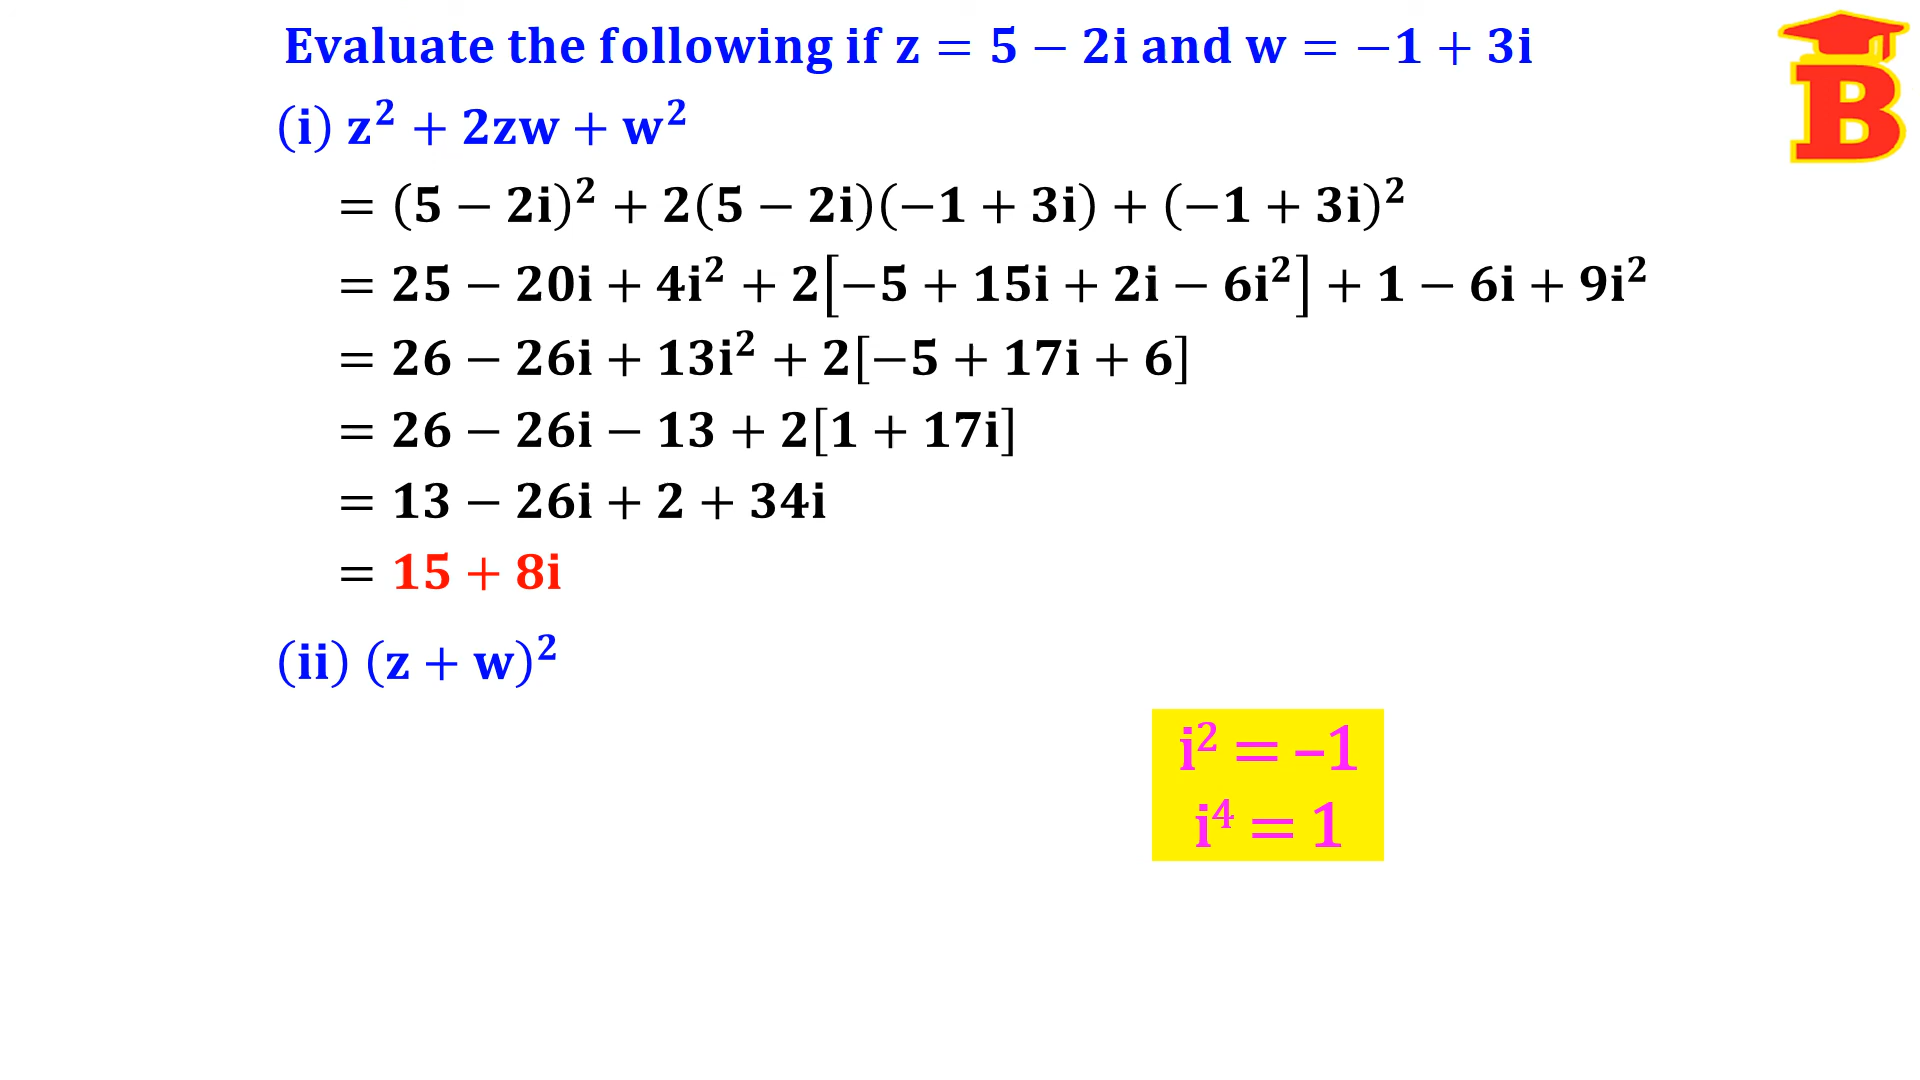 Evaluate the following if z = 5 − 2i and w = −1 + 3i
B
(i) z² + 2zw + w²
= (5 − 2i)² + 2(5 − 2i)(−1 + 3i) + (−1 + 3i)²
= 25 − 20i + 4i² + 2[−5 + 15i + 2i − 6i²] + 1 − 6i + 9i²
= 26 − 26i + 13i² + 2[−5 + 17i + 6]
= 26 − 26i − 13 + 2[1 + 17i]
= 13 − 26i + 2 + 34i
= 15 + 8i
(ii) (z + w)²
i² = –1
i⁴ = 1